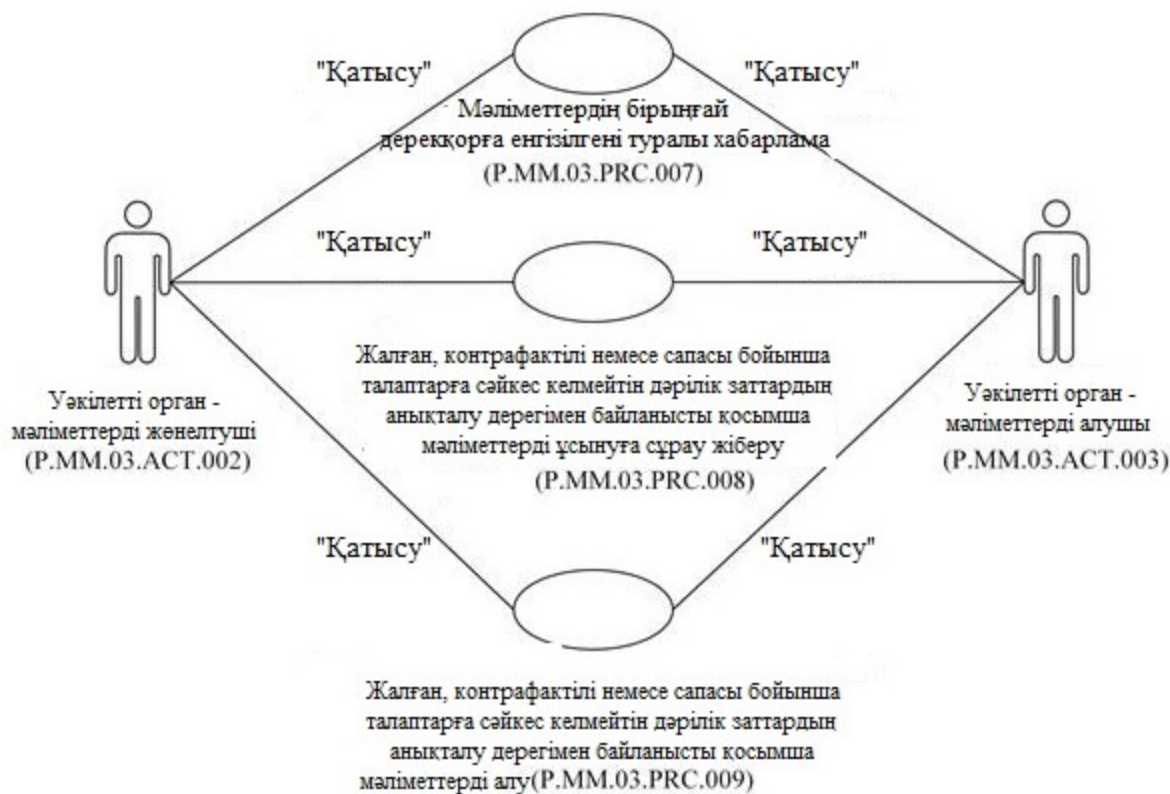 "Қатысу"
"Қатысу"
Мәліметтердің бірыңғай
дерекқорға енгізілгені туралы хабарлама
(P.MM.03.PRC.007)
"Қатысу"
"Қатысу"
Жалған, контрафактілі немесе сапасы бойынша
талаптарға сәйкес келмейтін дәрілік заттардың
анықталу дерегімен байланысты қосымша
мәліметтерді ұсынуға сұрау жіберу
(P.MM.03.PRC.008)
Уәкілетті орган -
мәліметтерді жөнелтуші
(P.MM.03.ACT.002)
Уәкілетті орган -
мәліметтерді алушы
(P.MM.03.ACT.003)
"Қатысу"
"Қатысу"
Жалған, контрафактілі немесе сапасы бойынша
талаптарға сәйкес келмейтін дәрілік заттардың
анықталу дерегімен байланысты қосымша
мәліметтерді алу(P.MM.03.PRC.009)